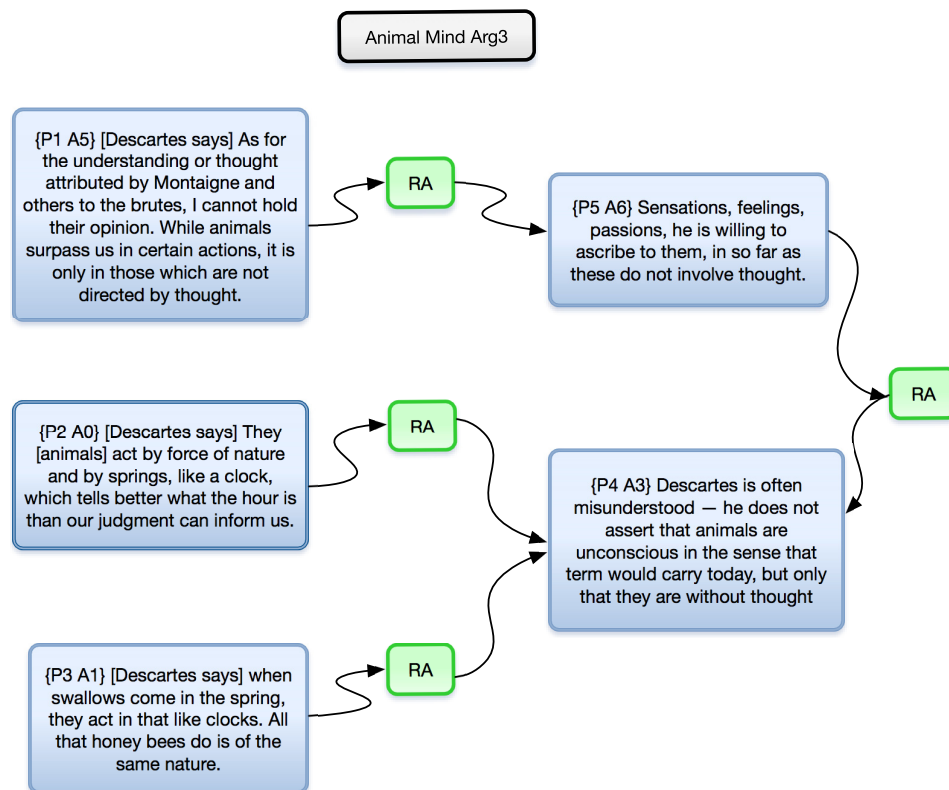 Animal Mind Arg3
{P1 A5} [Descartes says] As for
the understanding or thought
attributed by Montaigne and
others to the brutes, I cannot hold
their opinion. While animals
surpass us in certain actions, it is
only in those which are not
directed by thought.
RA
{P5 A6} Sensations, feelings,
passions, he is willing to
ascribe to them, in so far as
these do not involve thought.
RA
{P2 A0} [Descartes says] They
[animals] act by force of nature
and by springs, like a clock,
which tells better what the hour is
than our judgment can inform us.
RA
{P4 A3} Descartes is often
misunderstood — he does not
assert that animals are
unconscious in the sense that
term would carry today, but only
that they are without thought
{P3 A1} [Descartes says] when
swallows come in the spring,
they act in that like clocks. All
that honey bees do is of the
same nature.
RA